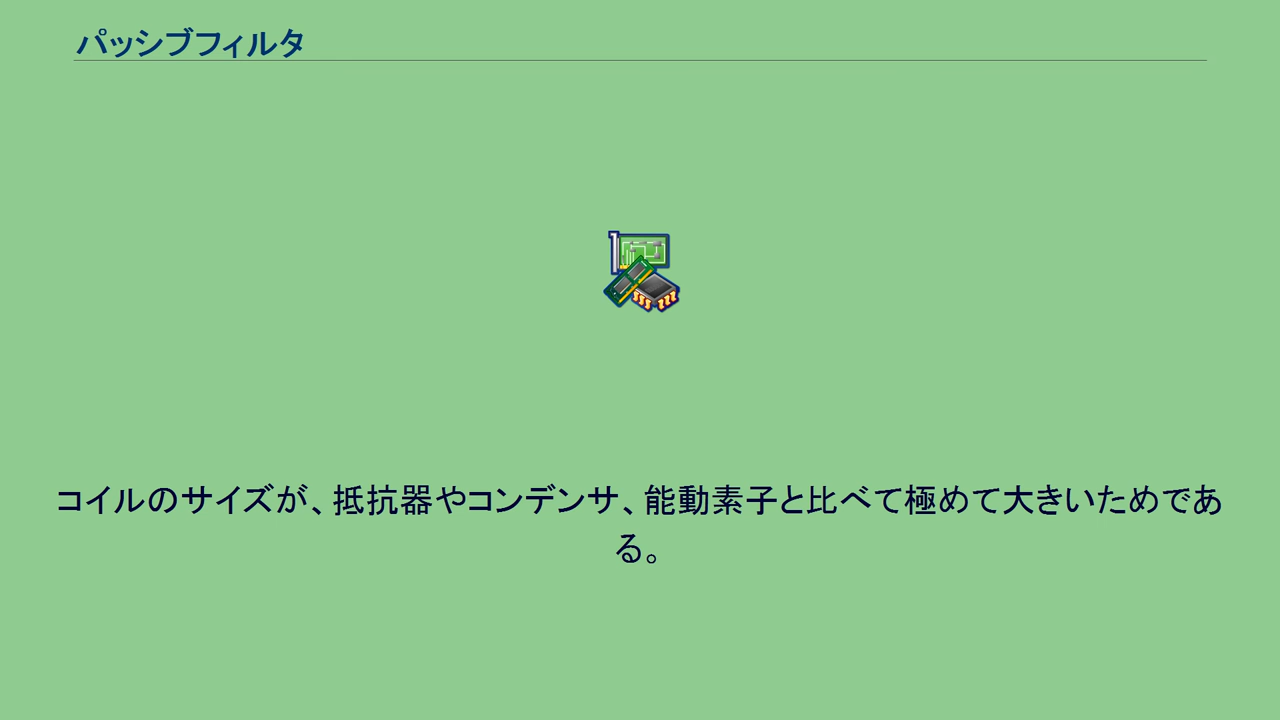 パッシブフィルタ
コイルのサイズが、抵抗器やコンデンサ、能動素子と比べて極めて大きいためであ
る。